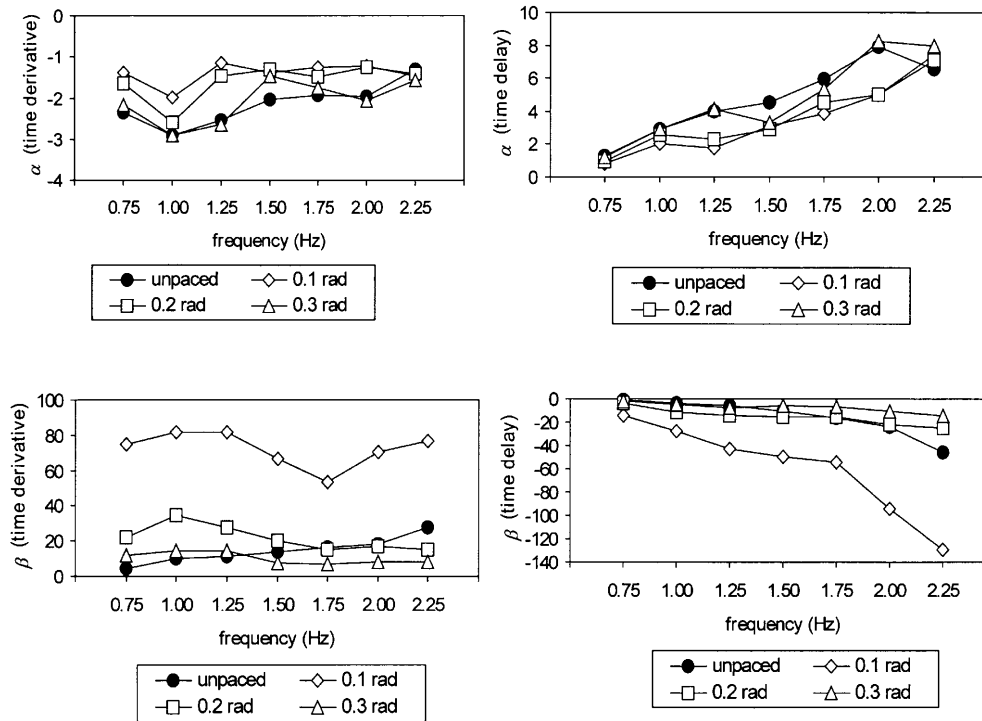 0
-1
-2
-3
-4
α (time derivative)
0.75 1.00 1.25 1.50 1.75 2.00 2.25
frequency (Hz)
unpaced 0.1 rad
0.2 rad 0.3 rad
10
8
6
4
2
0
α (time delay)
0.75 1.00 1.25 1.50 1.75 2.00 2.25
frequency (Hz)
unpaced 0.1 rad
0.2 rad 0.3 rad
100
80
60
40
20
0
β (time derivative)
0.75 1.00 1.25 1.50 1.75 2.00 2.25
frequency (Hz)
unpaced 0.1 rad
0.2 rad 0.3 rad
0
-20
-40
-60
-80
-100
-120
-140
β (time delay)
0.75 1.00 1.25 1.50 1.75 2.00 2.25
frequency (Hz)
unpaced 0.1 rad
0.2 rad 0.3 rad